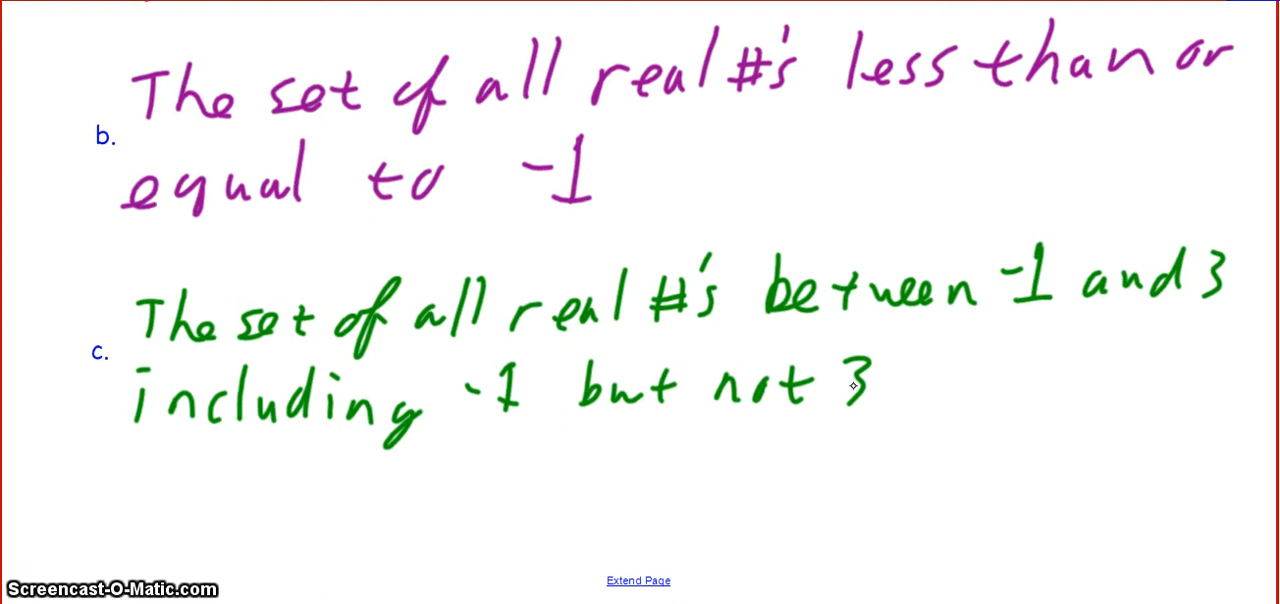 The set of all real #'s less than or
b.
equal to -1
The set of all real #'s between -1 and 3
c.
including -1 but not 3
Extend Page
Screencast-O-Matic.com